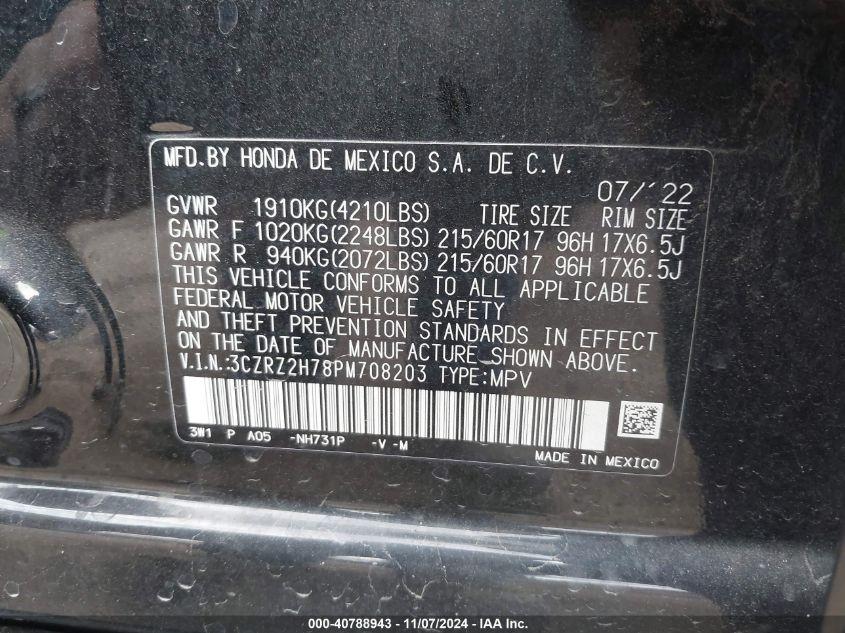 MFD.BY HONDA DE MEXICO S.A. DE C.V.
07/'22
GVWR 1910KG(4210LBS) TIRE SIZE RIM SIZE
GAWR F 1020KG(2248LBS) 215/60R17 96H 17X6.5J
GAWR R 940KG(2072LBS) 215/60R17 96H 17X6.5J
THIS VEHICLE CONFORMS TO ALL APPLICABLE
FEDERAL MOTOR VEHICLE SAFETY
AND THEFT PREVENTION STANDARDS IN EFFECT
ON THE DATE OF MANUFACTURE SHOWN ABOVE.
V.I.N.:3CZRZ2H78PM708203 TYPE:MPV
3W1 P A05 -NH731P -V-M
MADE IN MEXICO
000-40788943 - 11/07/2024 - IMPACT AUCTIONS - COPART, INC.